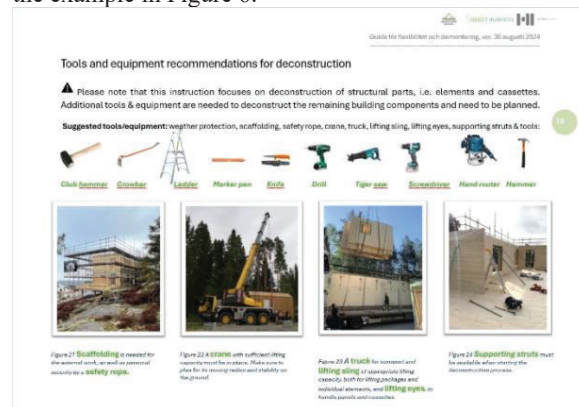 the example in Figure 6.
Guide för flexibilitet och demontering, ver. 30 augusti 2024
Tools and equipment recommendations for deconstruction
Please note that this instruction focuses on deconstruction of structural parts, i.e. elements and cassettes.
Additional tools & equipment are needed to deconstruct the remaining building components and need to be planned.
Suggested tools/equipment: weather protection, scaffolding, safety rope, crane, truck, lifting sling, lifting eyes, supporting struts & tools:
Club hammer Crowbar Ladder Marker pen Knife Drill Tiger saw Screwdriver Hand router Hammer
Figure 21 Scaffolding is needed for
the external work, as well as personal
security by a safety rope.
Figure 22 A crane with sufficient lifting
capacity must be in place. Make sure to
plan for its moving radius and stability on
the ground.
Figure 23 A truck for transport and
lifting sling of appropriate lifting
capacity, both for lifting packages and
individual elements, and lifting eyes, to
handle panels and cassettes.
Figure 24 Supporting struts must
be available when starting the
deconstruction process.